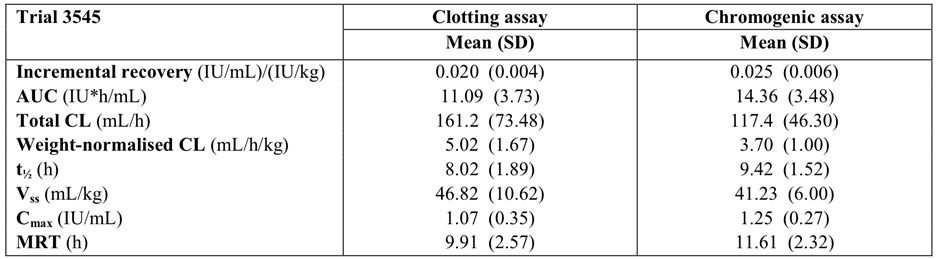 Trial 3545 Clotting assay Chromogenic assay
Mean (SD) Mean (SD)
Incremental recovery (IU/mL)/(IU/kg) 0.020 (0.004) 0.025 (0.006)
AUC (IU*h/mL) 11.09 (3.73) 14.36 (3.48)
Total CL (mL/h) 161.2 (73.48) 117.4 (46.30)
Weight-normalised CL (mL/h/kg) 5.02 (1.67) 3.70 (1.00)
t½ (h) 8.02 (1.89) 9.42 (1.52)
Vss (mL/kg) 46.82 (10.62) 41.23 (6.00)
Cmax (IU/mL) 1.07 (0.35) 1.25 (0.27)
MRT (h) 9.91 (2.57) 11.61 (2.32)